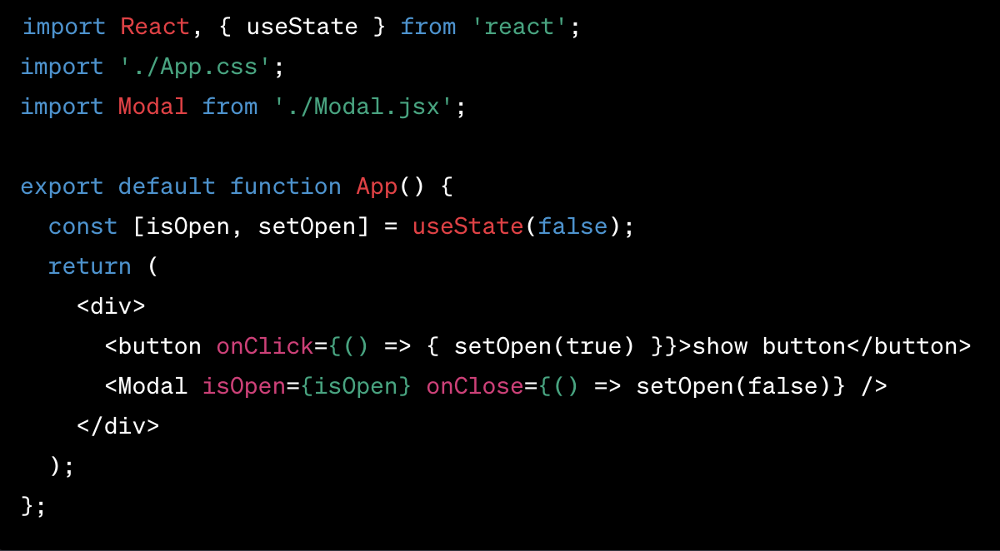 import React, { useState } from 'react';
import './App.css';
import Modal from './Modal.jsx';

export default function App() {
  const [isOpen, setOpen] = useState(false);
  return (
    <div>
      <button onClick={() => { setOpen(true) }}>show button</button>
      <Modal isOpen={isOpen} onClose={() => setOpen(false)} />
    </div>
  );
};